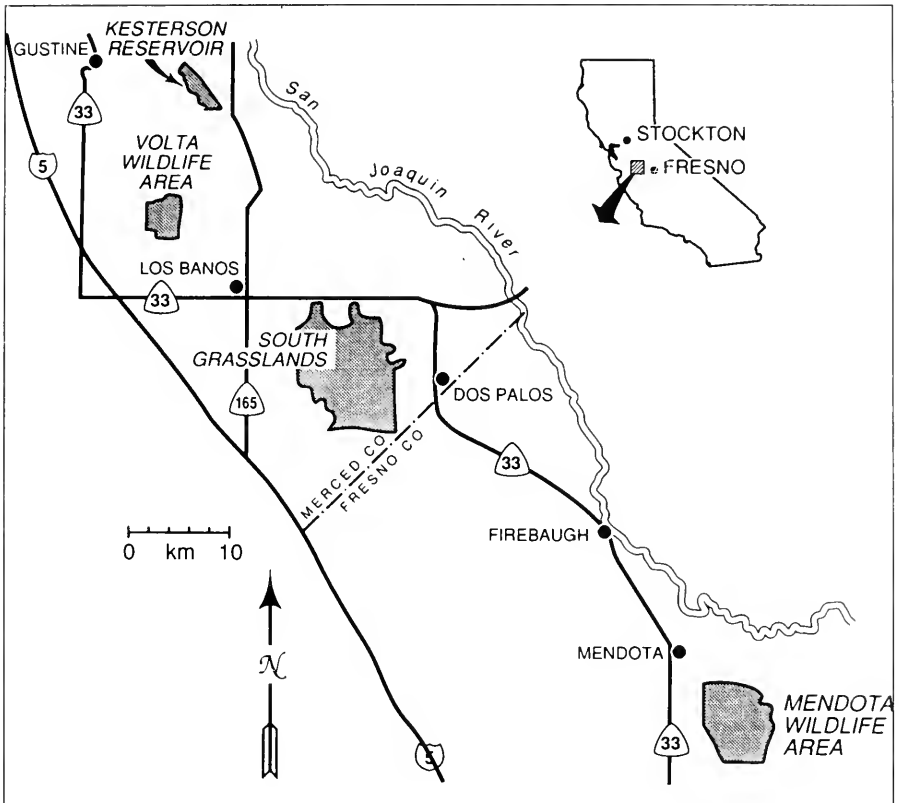 KESTERSON
RESERVOIR
GUSTINE
33
5
VOLTA
WILDLIFE
AREA
San
Joaquin
River
STOCKTON
FRESNO
LOS BANOS
33
SOUTH
GRASSLANDS
165
DOS PALOS
MERCED CO
FRESNO CO
33
0 km 10
FIREBAUGH
N
MENDOTA
MENDOTA
WILDLIFE
AREA
33
5